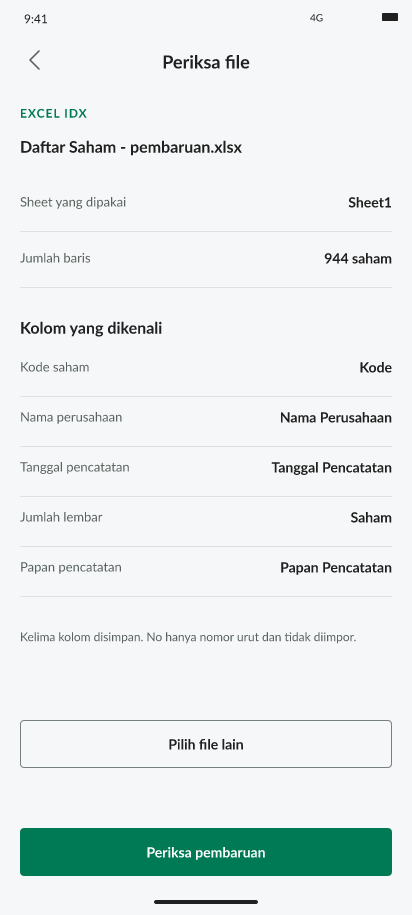 9:41
4G
Periksa file
EXCEL IDX
Daftar Saham - pembaruan.xlsx
Sheet yang dipakai Sheet1
Jumlah baris 944 saham
Kolom yang dikenali
Kode saham Kode
Nama perusahaan Nama Perusahaan
Tanggal pencatatan Tanggal Pencatatan
Jumlah lembar Saham
Papan pencatatan Papan Pencatatan
Kelima kolom disimpan. No hanya nomor urut dan tidak diimpor.
Pilih file lain
Periksa pembaruan